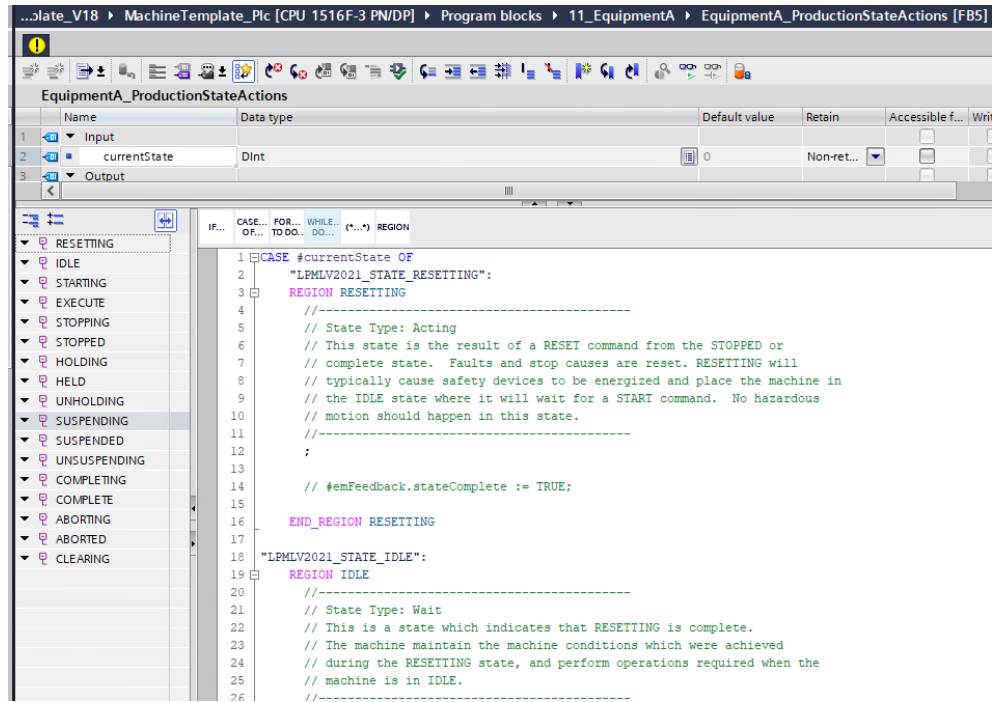 ...olate_V18 ▸ MachineTemplate_Plc [CPU 1516F-3 PN/DP] ▸ Program blocks ▸ 11_EquipmentA ▸ EquipmentA_ProductionStateActions [FB5]
EquipmentA_ProductionStateActions
Name Data type Default value Retain Accessible f... Writ
1 Input
2 currentState DInt 0 Non-ret...
3 Output
IF... CASE... OF... FOR... TO DO.. WHILE.. DO... (*...*) REGION
RESETTING
IDLE
STARTING
EXECUTE
STOPPING
STOPPED
HOLDING
HELD
UNHOLDING
SUSPENDING
SUSPENDED
UNSUSPENDING
COMPLETING
COMPLETE
ABORTING
ABORTED
CLEARING
1 CASE #currentState OF
2 "LPMLV2021_STATE_RESETTING":
3 REGION RESETTING
4 //------------------------------------------
5 // State Type: Acting
6 // This state is the result of a RESET command from the STOPPED or
7 // complete state.  Faults and stop causes are reset. RESETTING will
8 // typically cause safety devices to be energized and place the machine in
9 // the IDLE state where it will wait for a START command.  No hazardous
10 // motion should happen in this state.
11 //------------------------------------------
12 ;
13
14 // #emFeedback.stateComplete := TRUE;
15
16 END_REGION RESETTING
17
18 "LPMLV2021_STATE_IDLE":
19 REGION IDLE
20 //------------------------------------------
21 // State Type: Wait
22 // This is a state which indicates that RESETTING is complete.
23 // The machine maintain the machine conditions which were achieved
24 // during the RESETTING state, and perform operations required when the
25 // machine is in IDLE.
26 //------------------------------------------